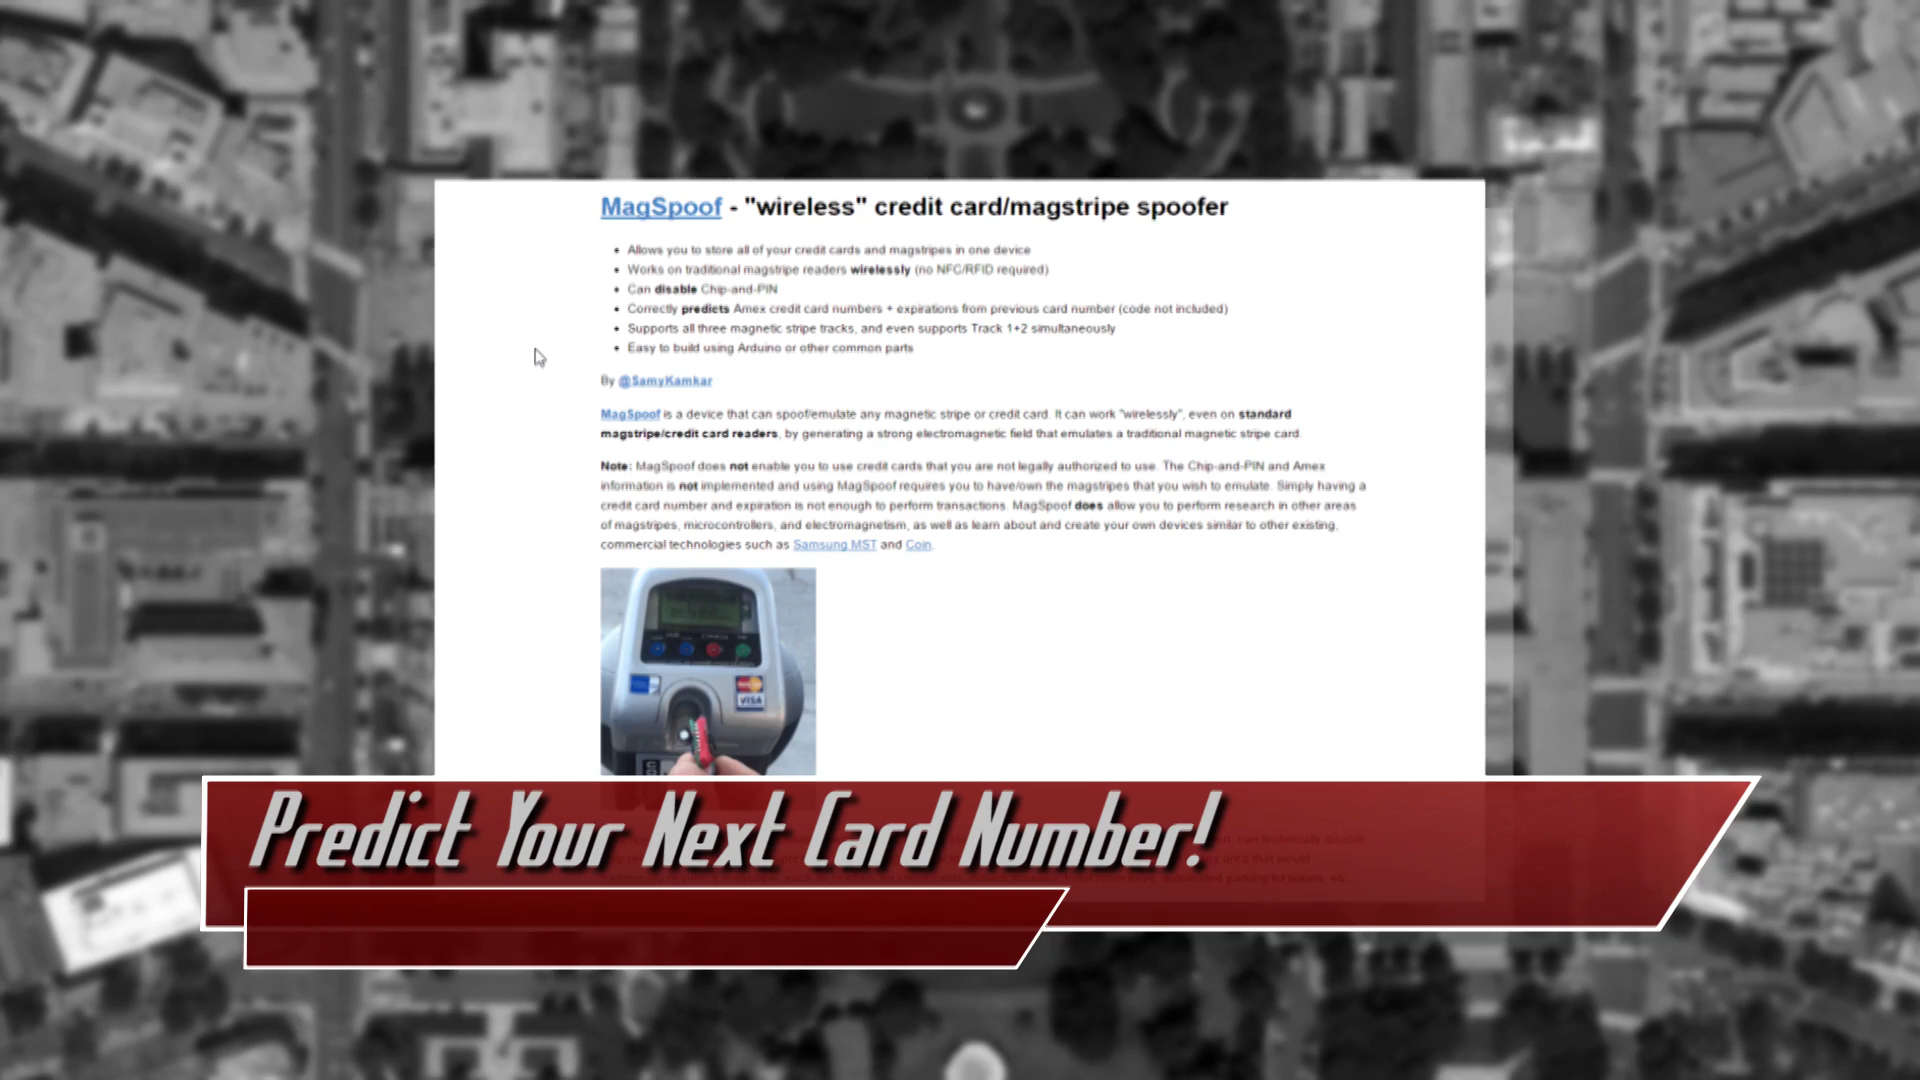 MagSpoof - "wireless" credit card/magstripe spoofer
• Allows you to store all of your credit cards and magstripes in one device
• Works on traditional magstripe readers wirelessly (no NFC/RFID required)
• Can disable Chip-and-PIN
• Correctly predicts Amex credit card numbers + expirations from previous card number (code not included)
• Supports all three magnetic stripe tracks, and even supports Track 1+2 simultaneously
• Easy to build using Arduino or other common parts
By @SamyKamkar
MagSpoof is a device that can spoof/emulate any magnetic stripe or credit card. It can work "wirelessly", even on standard
magstripe/credit card readers, by generating a strong electromagnetic field that emulates a traditional magnetic stripe card.
Note: MagSpoof does not enable you to use credit cards that you are not legally authorized to use. The Chip-and-PIN and Amex
information is not implemented and using MagSpoof requires you to have/own the magstripes that you wish to emulate. Simply having a
credit card number and expiration is not enough to perform transactions. MagSpoof does allow you to perform research in other areas
of magstripes, microcontrollers, and electromagnetism, as well as learn about and create your own devices similar to other existing,
commercial technologies such as Samsung MST and Coin.
VISA
Predict Your Next Card Number!